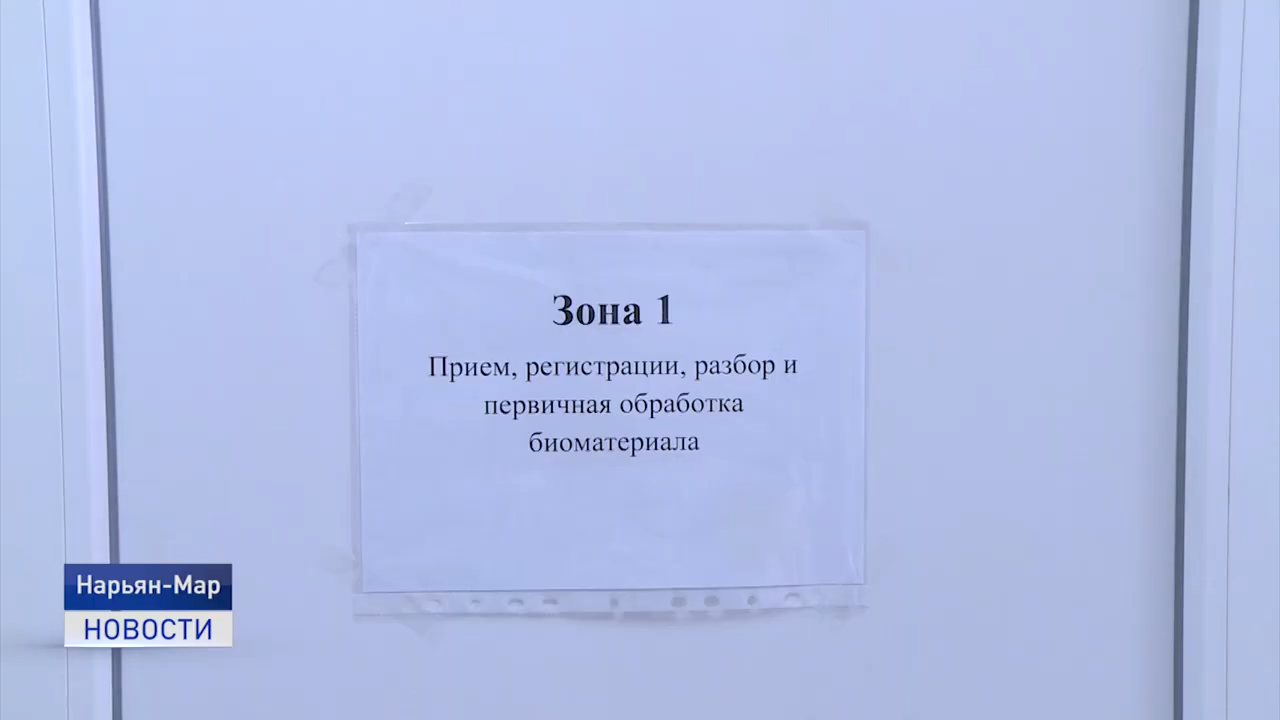 Зона 1
Прием, регистрации, разбор и
первичная обработка
биоматериала
Нарьян-Мар
НОВОСТИ